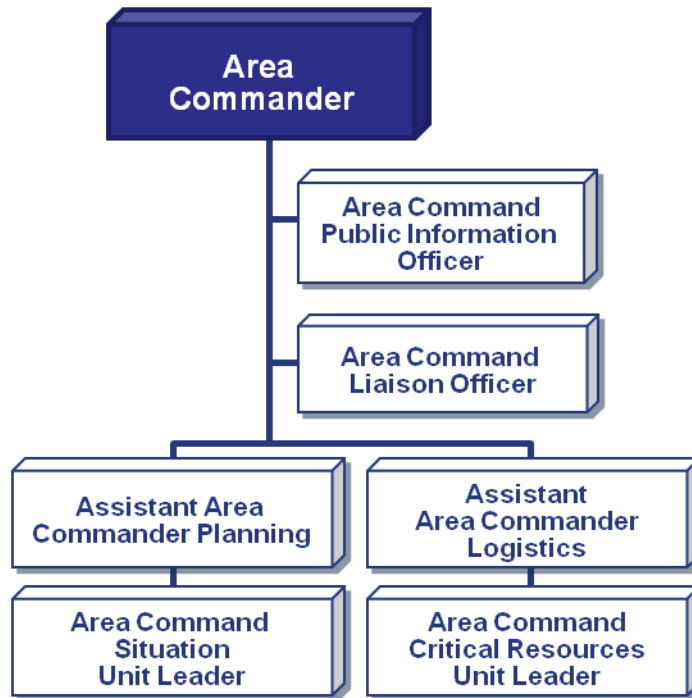 Area
Commander
Area Command
Public Information
Officer
Area Command
Liaison Officer
Assistant Area
Commander Planning
Assistant
Area Commander
Logistics
Area Command
Situation
Unit Leader
Area Command
Critical Resources
Unit Leader